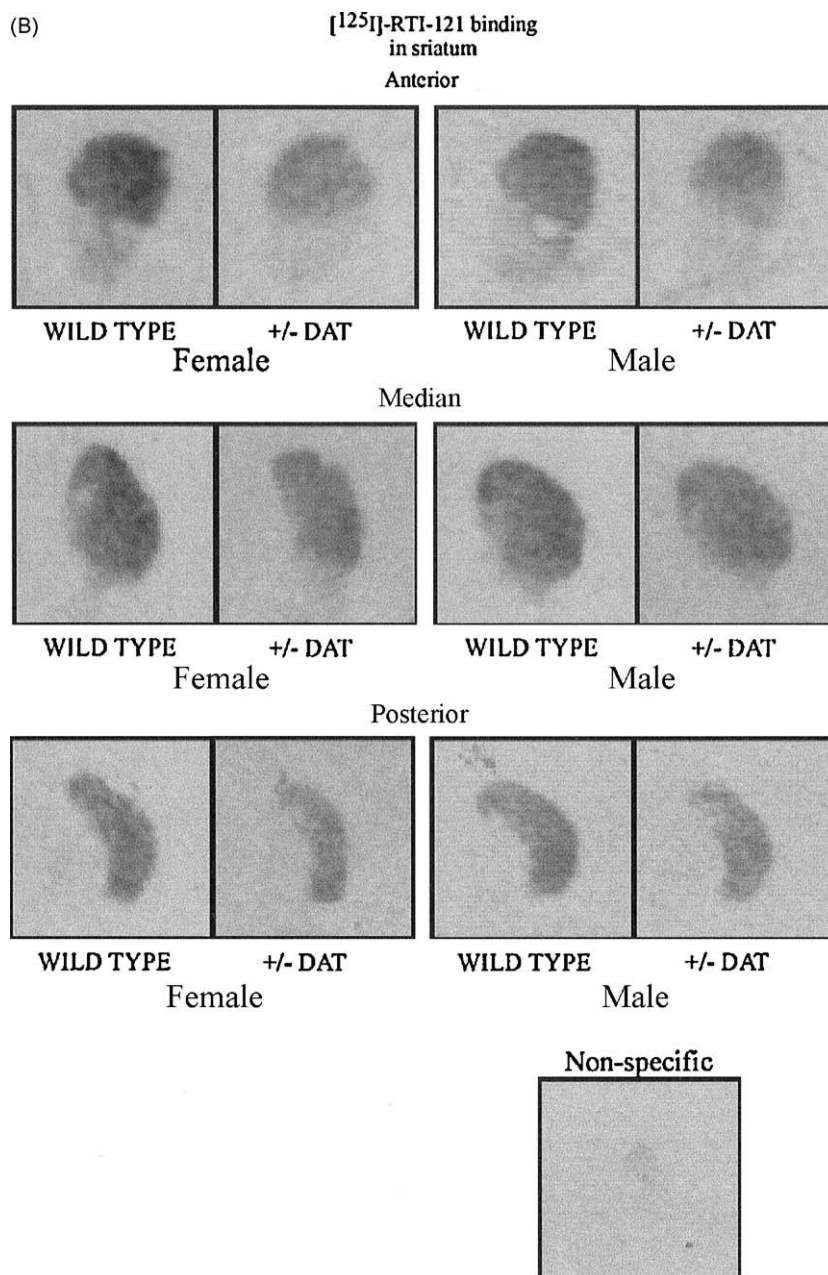 (B)
[¹²⁵I]-RTI-121 binding
in sriatum
Anterior
WILD TYPE +/- DAT WILD TYPE +/- DAT
Female Male
Median
WILD TYPE +/- DAT WILD TYPE +/- DAT
Female Male
Posterior
WILD TYPE +/- DAT WILD TYPE +/- DAT
Female Male
Non-specific